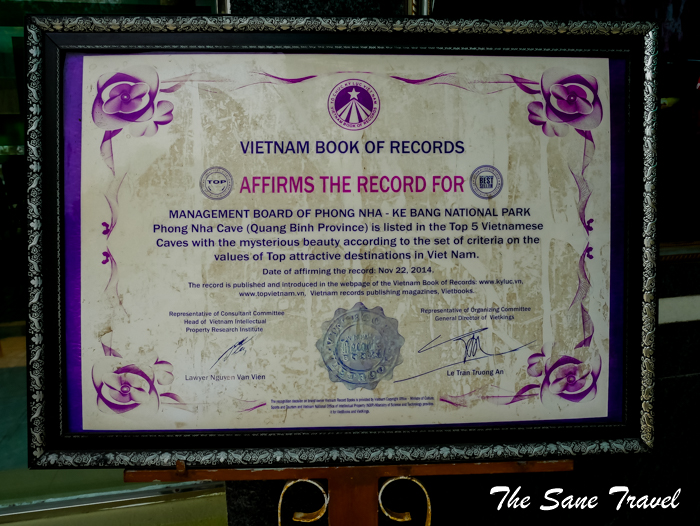 VIETNAM BOOK OF RECORDS
AFFIRMS THE RECORD FOR
TOP
BEST
MANAGEMENT BOARD OF PHONG NHA - KE BANG NATIONAL PARK
Phong Nha Cave (Quang Binh Province) is listed in the Top 5 Vietnamese
Caves with the mysterious beauty according to the set of criteria on the
values of Top attractive destinations in Viet Nam.
Date of affirming the record: Nov 22, 2014.
The record is published and introduced in the webpage of the Vietnam Book of Records: www.kyluc.vn,
www.topvietnam.vn, Vietnam records publishing magazines, Vietbooks.
Representative of Consultant Committee
Head of Vietnam Intellectual
Property Research Institute
Lawyer Nguyen Van Vien
Representative of Organizing Committee
General Director of Vietkings
Le Tran Truong An
The Sane Travel